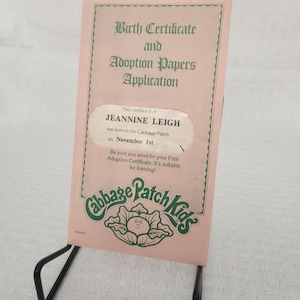 Birth Certificate
and
Adoption Papers
Application
This certifies that
JEANNINE LEIGH
was born in the Cabbage Patch
on November 1st
Be sure you send for your Free
Adoption Certificate. It's suitable
for framing!
Cabbage Patch Kids